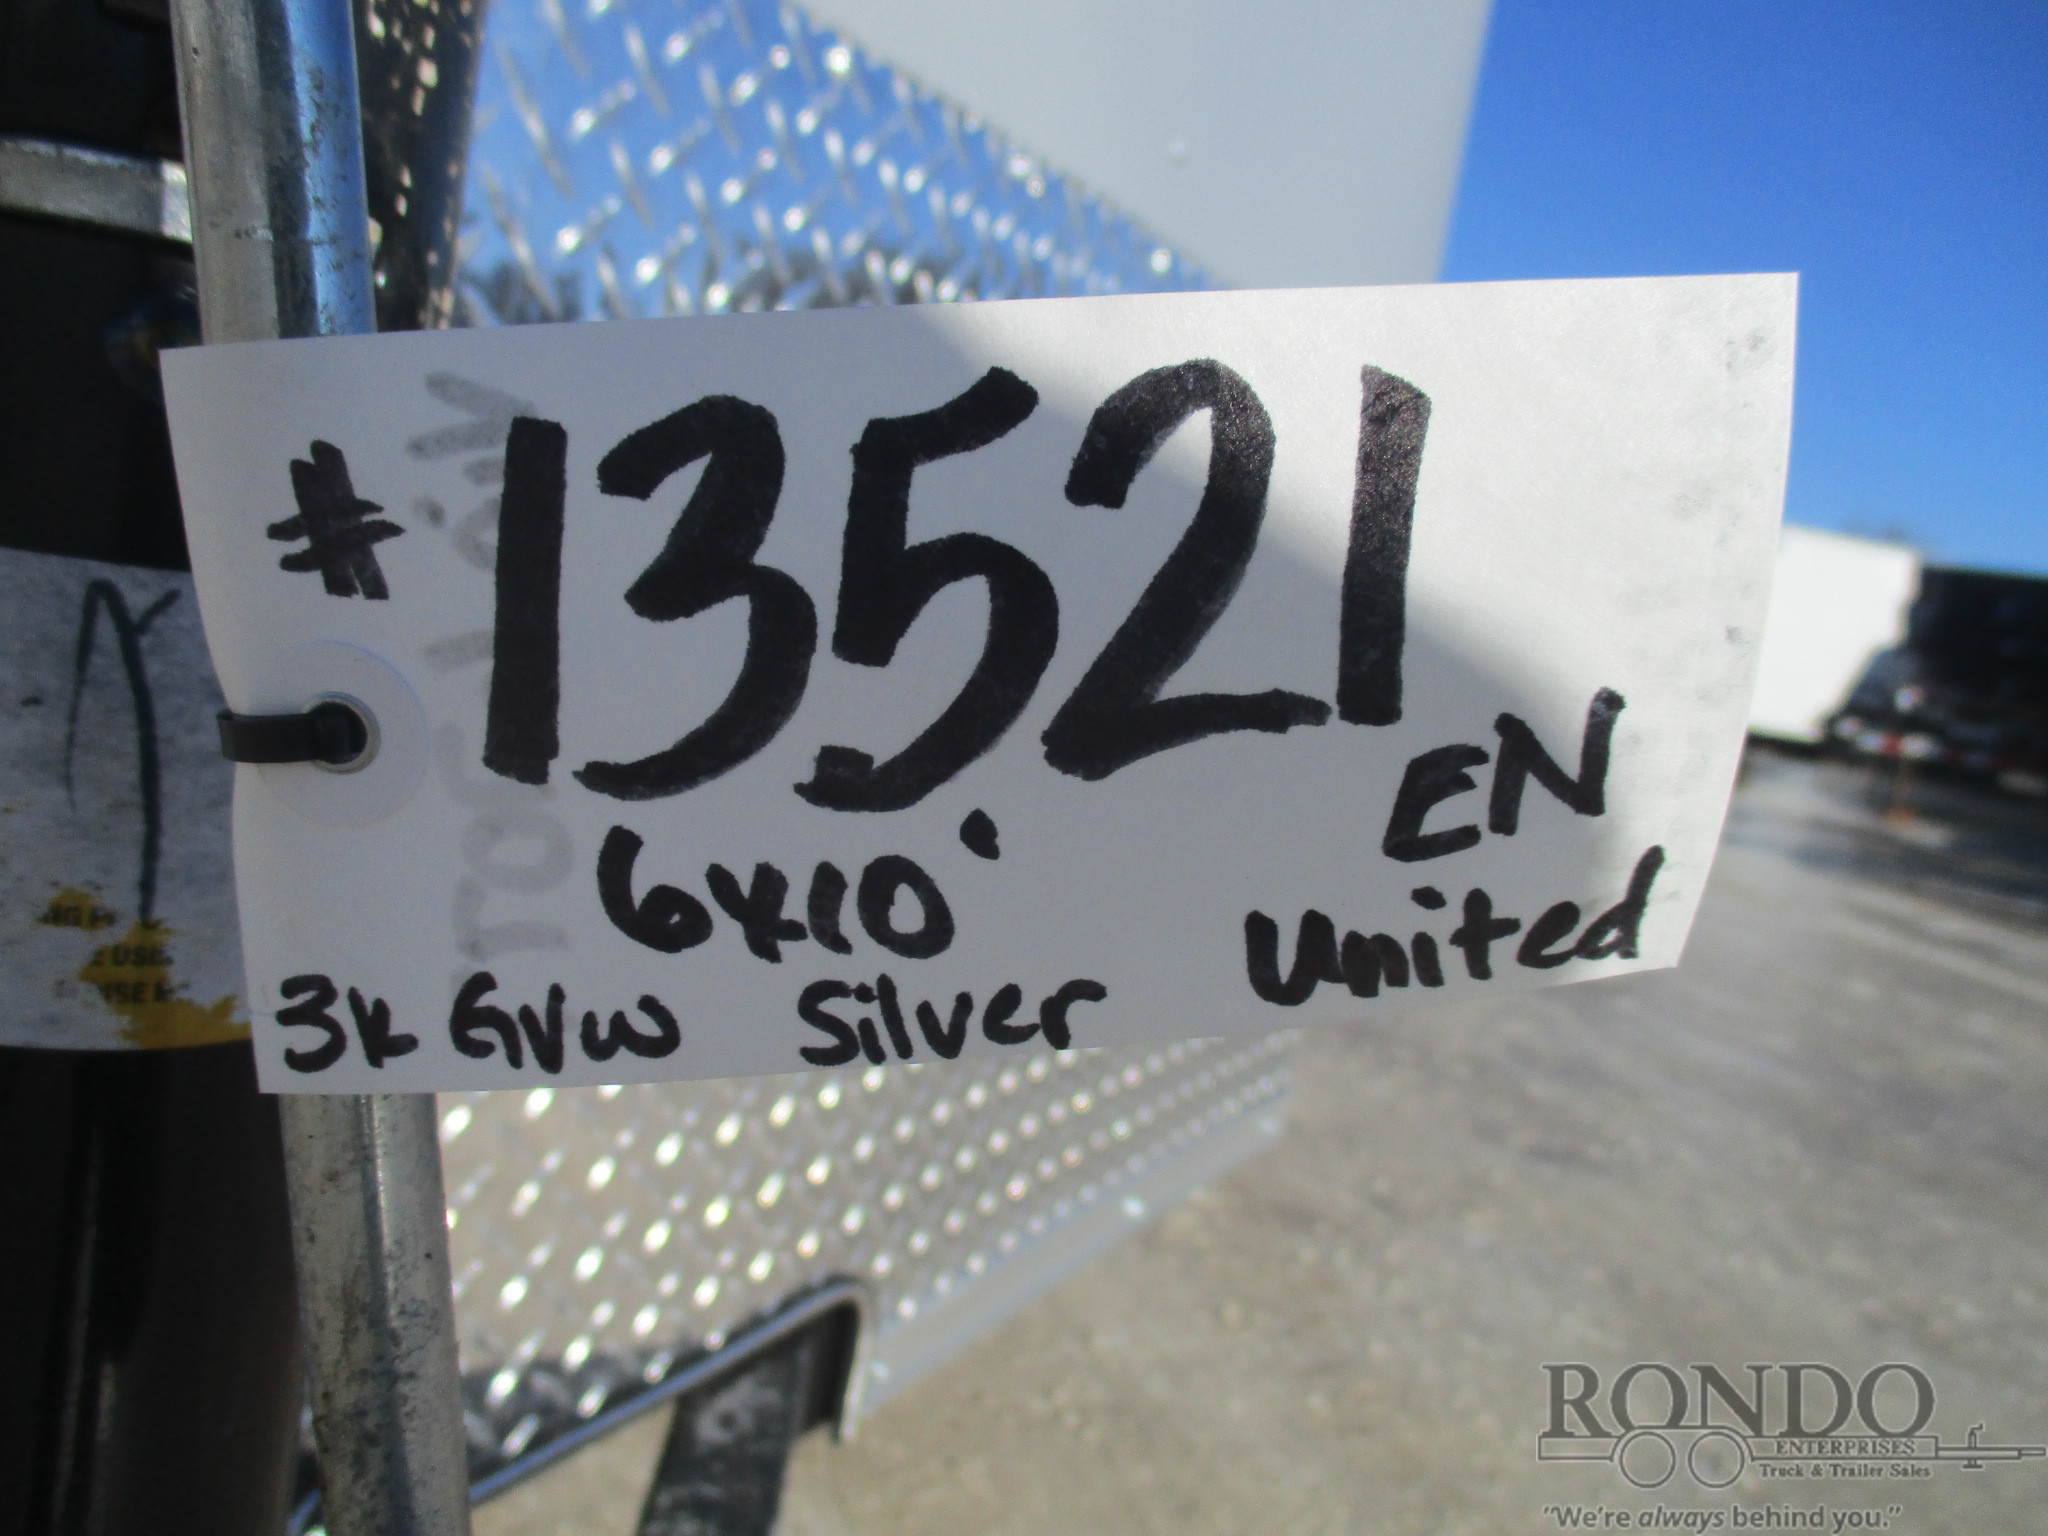 #13521
EN
6x10'
United
3k GVW Silver
RONDO
ENTERPRISES
Truck & Trailer Sales
"We're always behind you."